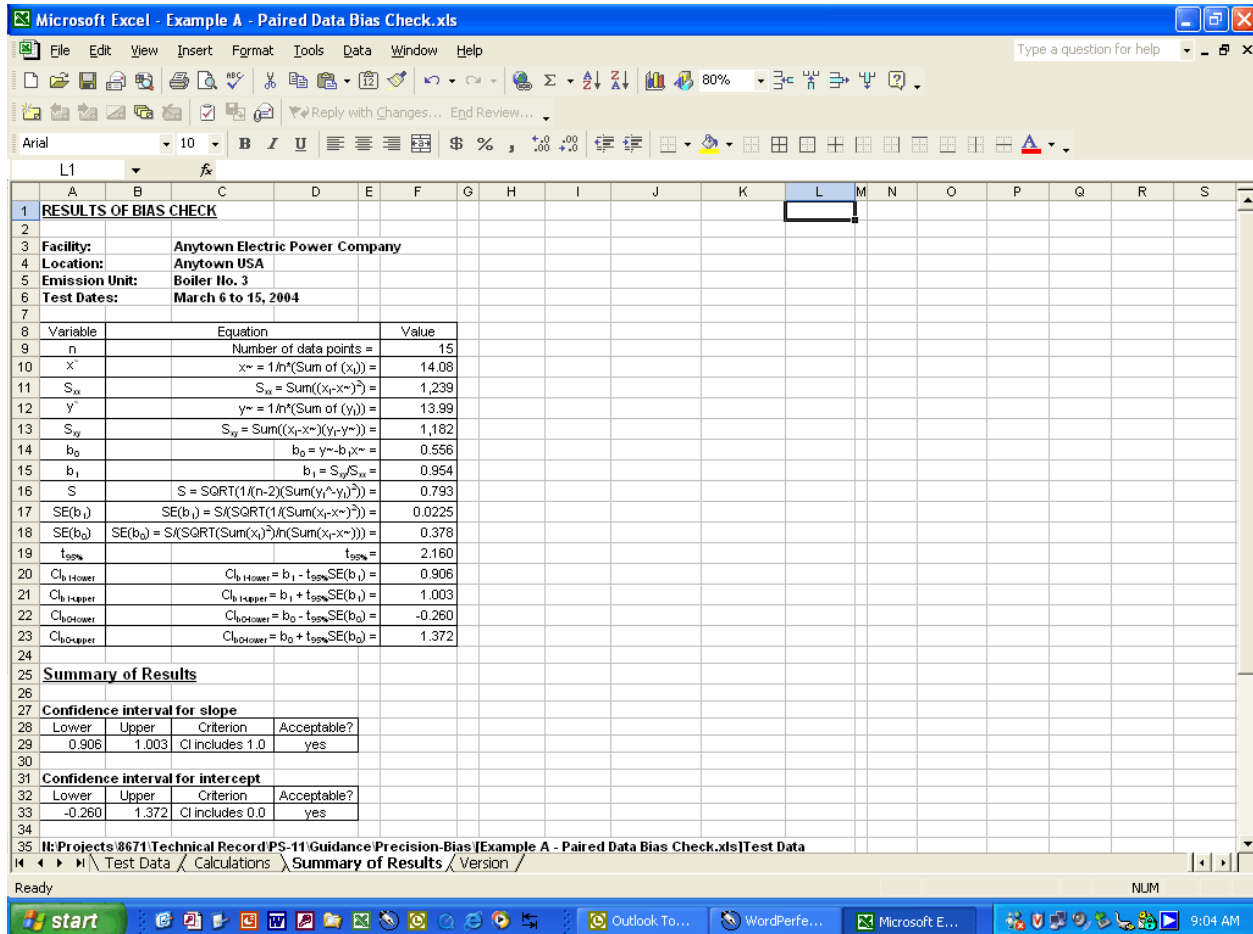 Microsoft Excel - Example A - Paired Data Bias Check.xls
File Edit View Insert Format Tools Data Window Help Type a question for help
80%
Reply with Changes... End Review...
Arial 10 B I U $ % ,
L1 fx
A B C D E F G H I J K L M N O P Q R S
1 RESULTS OF BIAS CHECK
2
3 Facility: Anytown Electric Power Company
4 Location: Anytown USA
5 Emission Unit: Boiler No. 3
6 Test Dates: March 6 to 15, 2004
7
8 Variable Equation Value
9 n Number of data points = 15
10 x` x~ = 1/n*(Sum of (xi)) = 14.08
11 Sxx Sxx = Sum((xi-x~)2) = 1,239
12 y` y~ = 1/n*(Sum of (yi)) = 13.99
13 Sxy Sxy = Sum((xi-x~)(yi-y~)) = 1,182
14 b0 b0 = y~-b1x~ = 0.556
15 b1 b1 = Sxy/Sxx = 0.954
16 S S = SQRT(1/(n-2)(Sum(yi^-yi)2)) = 0.793
17 SE(b1) SE(b1) = S/(SQRT(1/(Sum(xi-x~)2)) = 0.0225
18 SE(b0) SE(b0) = S/(SQRT(Sum(xi)2)/n(Sum(xi-x~))) = 0.378
19 t95% t95% = 2.160
20 CIb1-lower CIb1-lower = b1 - t95%SE(b1) = 0.906
21 CIb1-upper CIb1-upper = b1 + t95%SE(b1) = 1.003
22 CIb0-lower CIb0-lower = b0 - t95%SE(b0) = -0.260
23 CIb0-upper CIb0-lower = b0 + t95%SE(b0) = 1.372
24
25 Summary of Results
26
27 Confidence interval for slope
28 Lower Upper Criterion Acceptable?
29 0.906 1.003 CI includes 1.0 yes
30
31 Confidence interval for intercept
32 Lower Upper Criterion Acceptable?
33 -0.260 1.372 CI includes 0.0 yes
34
35 N:\Projects\8671\Technical Record\PS-11\Guidance\Precision-Bias\[Example A - Paired Data Bias Check.xls]Test Data
Test Data Calculations Summary of Results Version
Ready NUM
start Outlook To... WordPerfe... Microsoft E... 9:04 AM